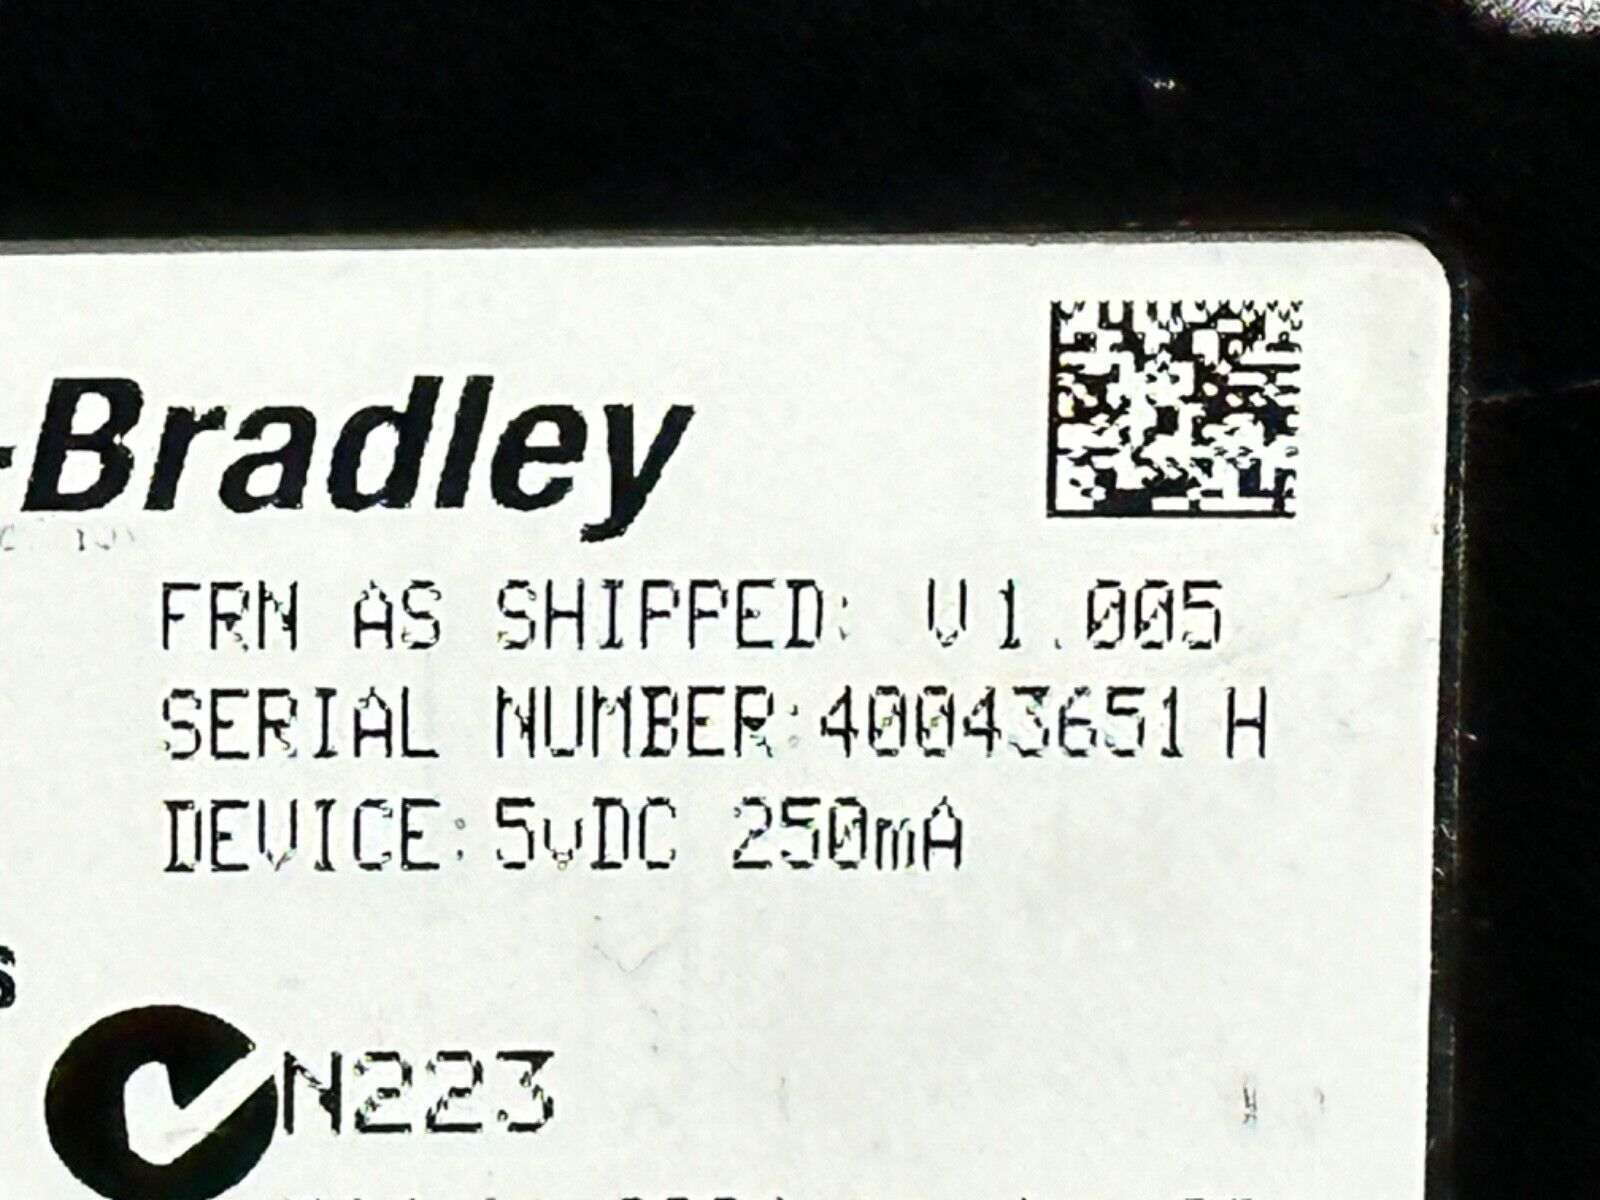 -Bradley
FRN AS SHIPPED: V1.005
SERIAL NUMBER:40043651 H
DEVICE: 5vDC 250mA
s
N223